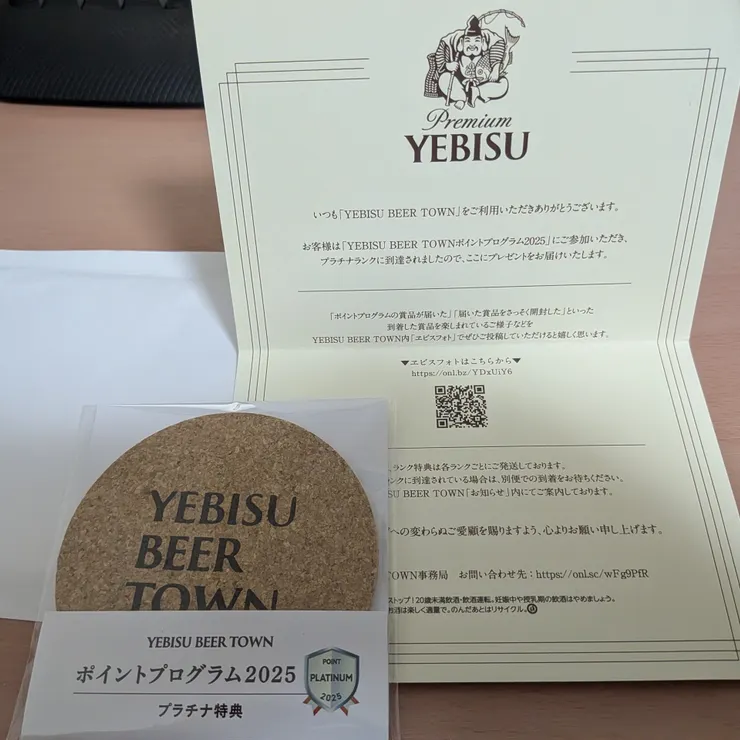 Premium
YEBISU
いつも「YEBISU BEER TOWN」をご利用いただきありがとうございます。
お客様は「YEBISU BEER TOWNポイントプログラム2025」にご参加いただき、
プラチナランクに到達されましたので、ここにプレゼントをお届けいたします。
「ポイントプログラムの賞品が届いた」「届いた賞品をさっそく開封した」といった
到着した賞品を楽しまれているご様子などを
YEBISU BEER TOWN内「ヱビスフォト」でぜひご投稿していただけると嬉しく思います。
▼ヱビスフォトはこちらから▼
https://onl.bz/YDxUiY6
ランク特典は各ランクごとにご発送しております。
ンクに到達されている場合は、別便での到着をお待ちください。
SU BEER TOWN「お知らせ」内にてご案内しております。
への変わらぬご愛顧を賜りますよう、心よりお願い申し上げます。
TOWN事務局 お問い合わせ先：https://onl.sc/wFg9PfR
ストップ！20歳未満飲酒・飲酒運転。妊娠中や授乳期の飲酒はやめましょう。
お酒は楽しく適量で。のんだあとはリサイクル。
YEBISU
BEER
TOWN
YEBISU BEER TOWN
ポイントプログラム2025
プラチナ特典
POINT
PLATINUM
2025